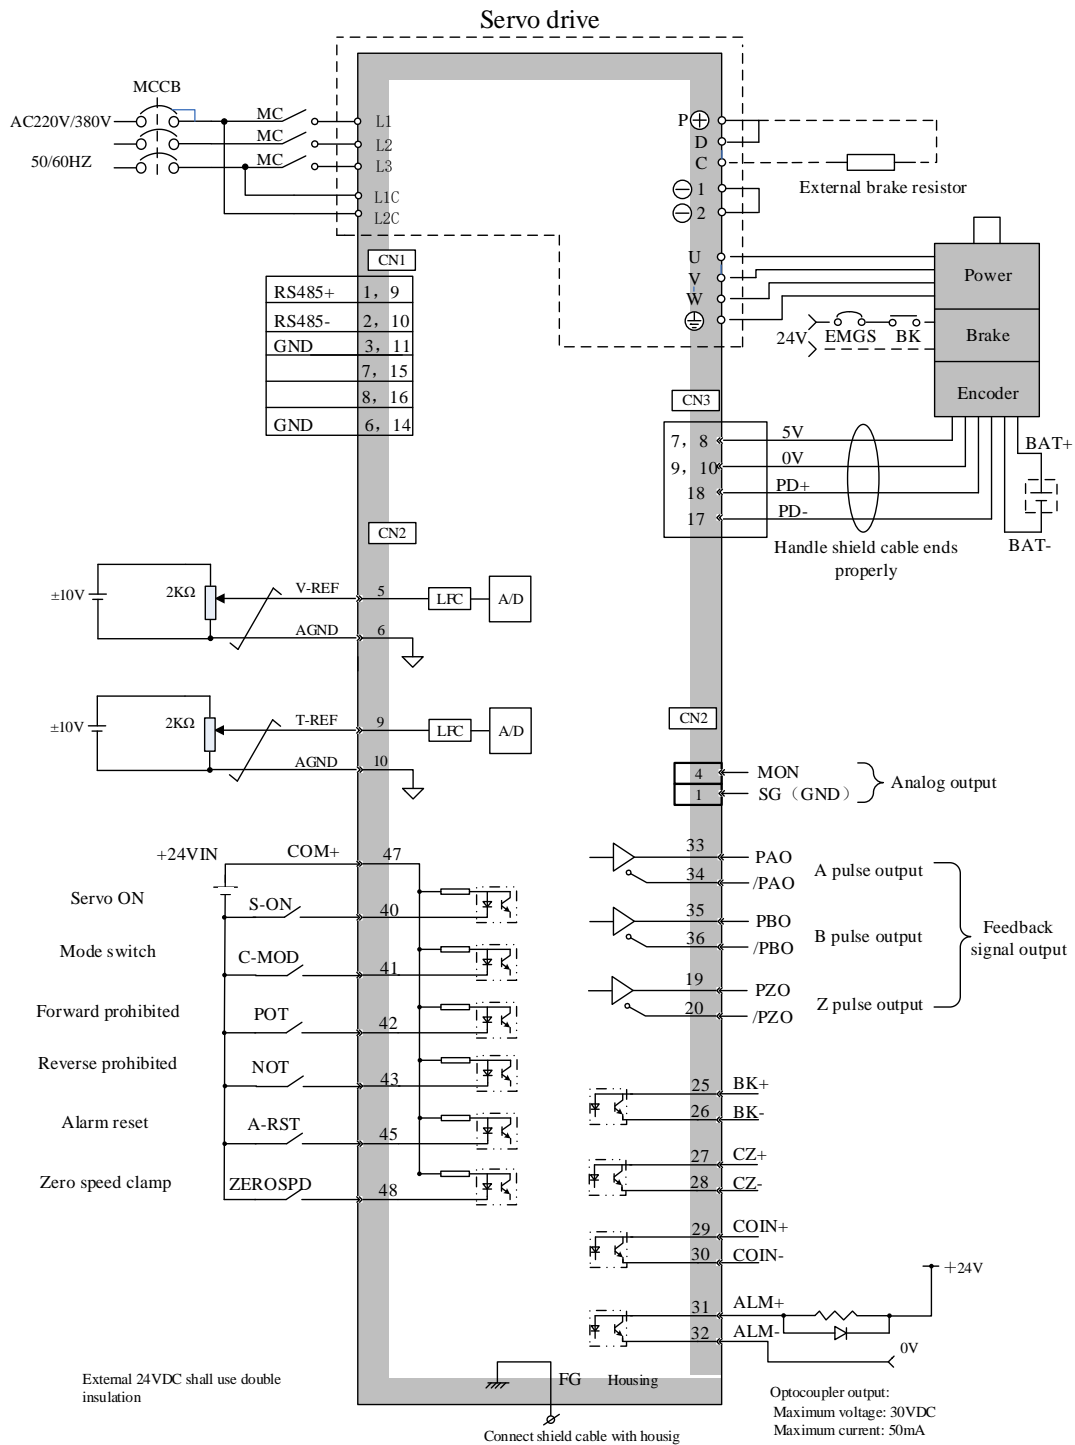 Servo drive
MCCB
AC220V/380V
50/60HZ
MC
MC
MC
L1
L2
L3
L1C
L2C
P
D
C
1
2
External brake resistor
U
V
W
Power
Brake
Encoder
24V
EMGS
BK
CN1
RS485+ 1, 9
RS485- 2, 10
GND 3, 11
7, 15
8, 16
GND 6, 14
CN3
7, 8 5V
9, 10 0V
18 PD+
17 PD-
BAT+
BAT-
Handle shield cable ends
properly
CN2
±10V
2KΩ
V-REF
5
LFC
A/D
AGND
6
±10V
2KΩ
T-REF
9
LFC
A/D
AGND
10
CN2
4 MON
1 SG（GND）
Analog output
+24VIN
COM+
47
Servo ON
S-ON
40
Mode switch
C-MOD
41
Forward prohibited
POT
42
Reverse prohibited
NOT
43
Alarm reset
A-RST
45
Zero speed clamp
ZEROSPD
48
33 PAO
34 /PAO
A pulse output
35 PBO
36 /PBO
B pulse output
19 PZO
20 /PZO
Z pulse output
Feedback
signal output
25 BK+
26 BK-
27 CZ+
28 CZ-
29 COIN+
30 COIN-
31 ALM+
32 ALM-
+24V
0V
External 24VDC shall use double
insulation
FG
Housing
Connect shield cable with housig
Optocoupler output:
Maximum voltage: 30VDC
Maximum current: 50mA